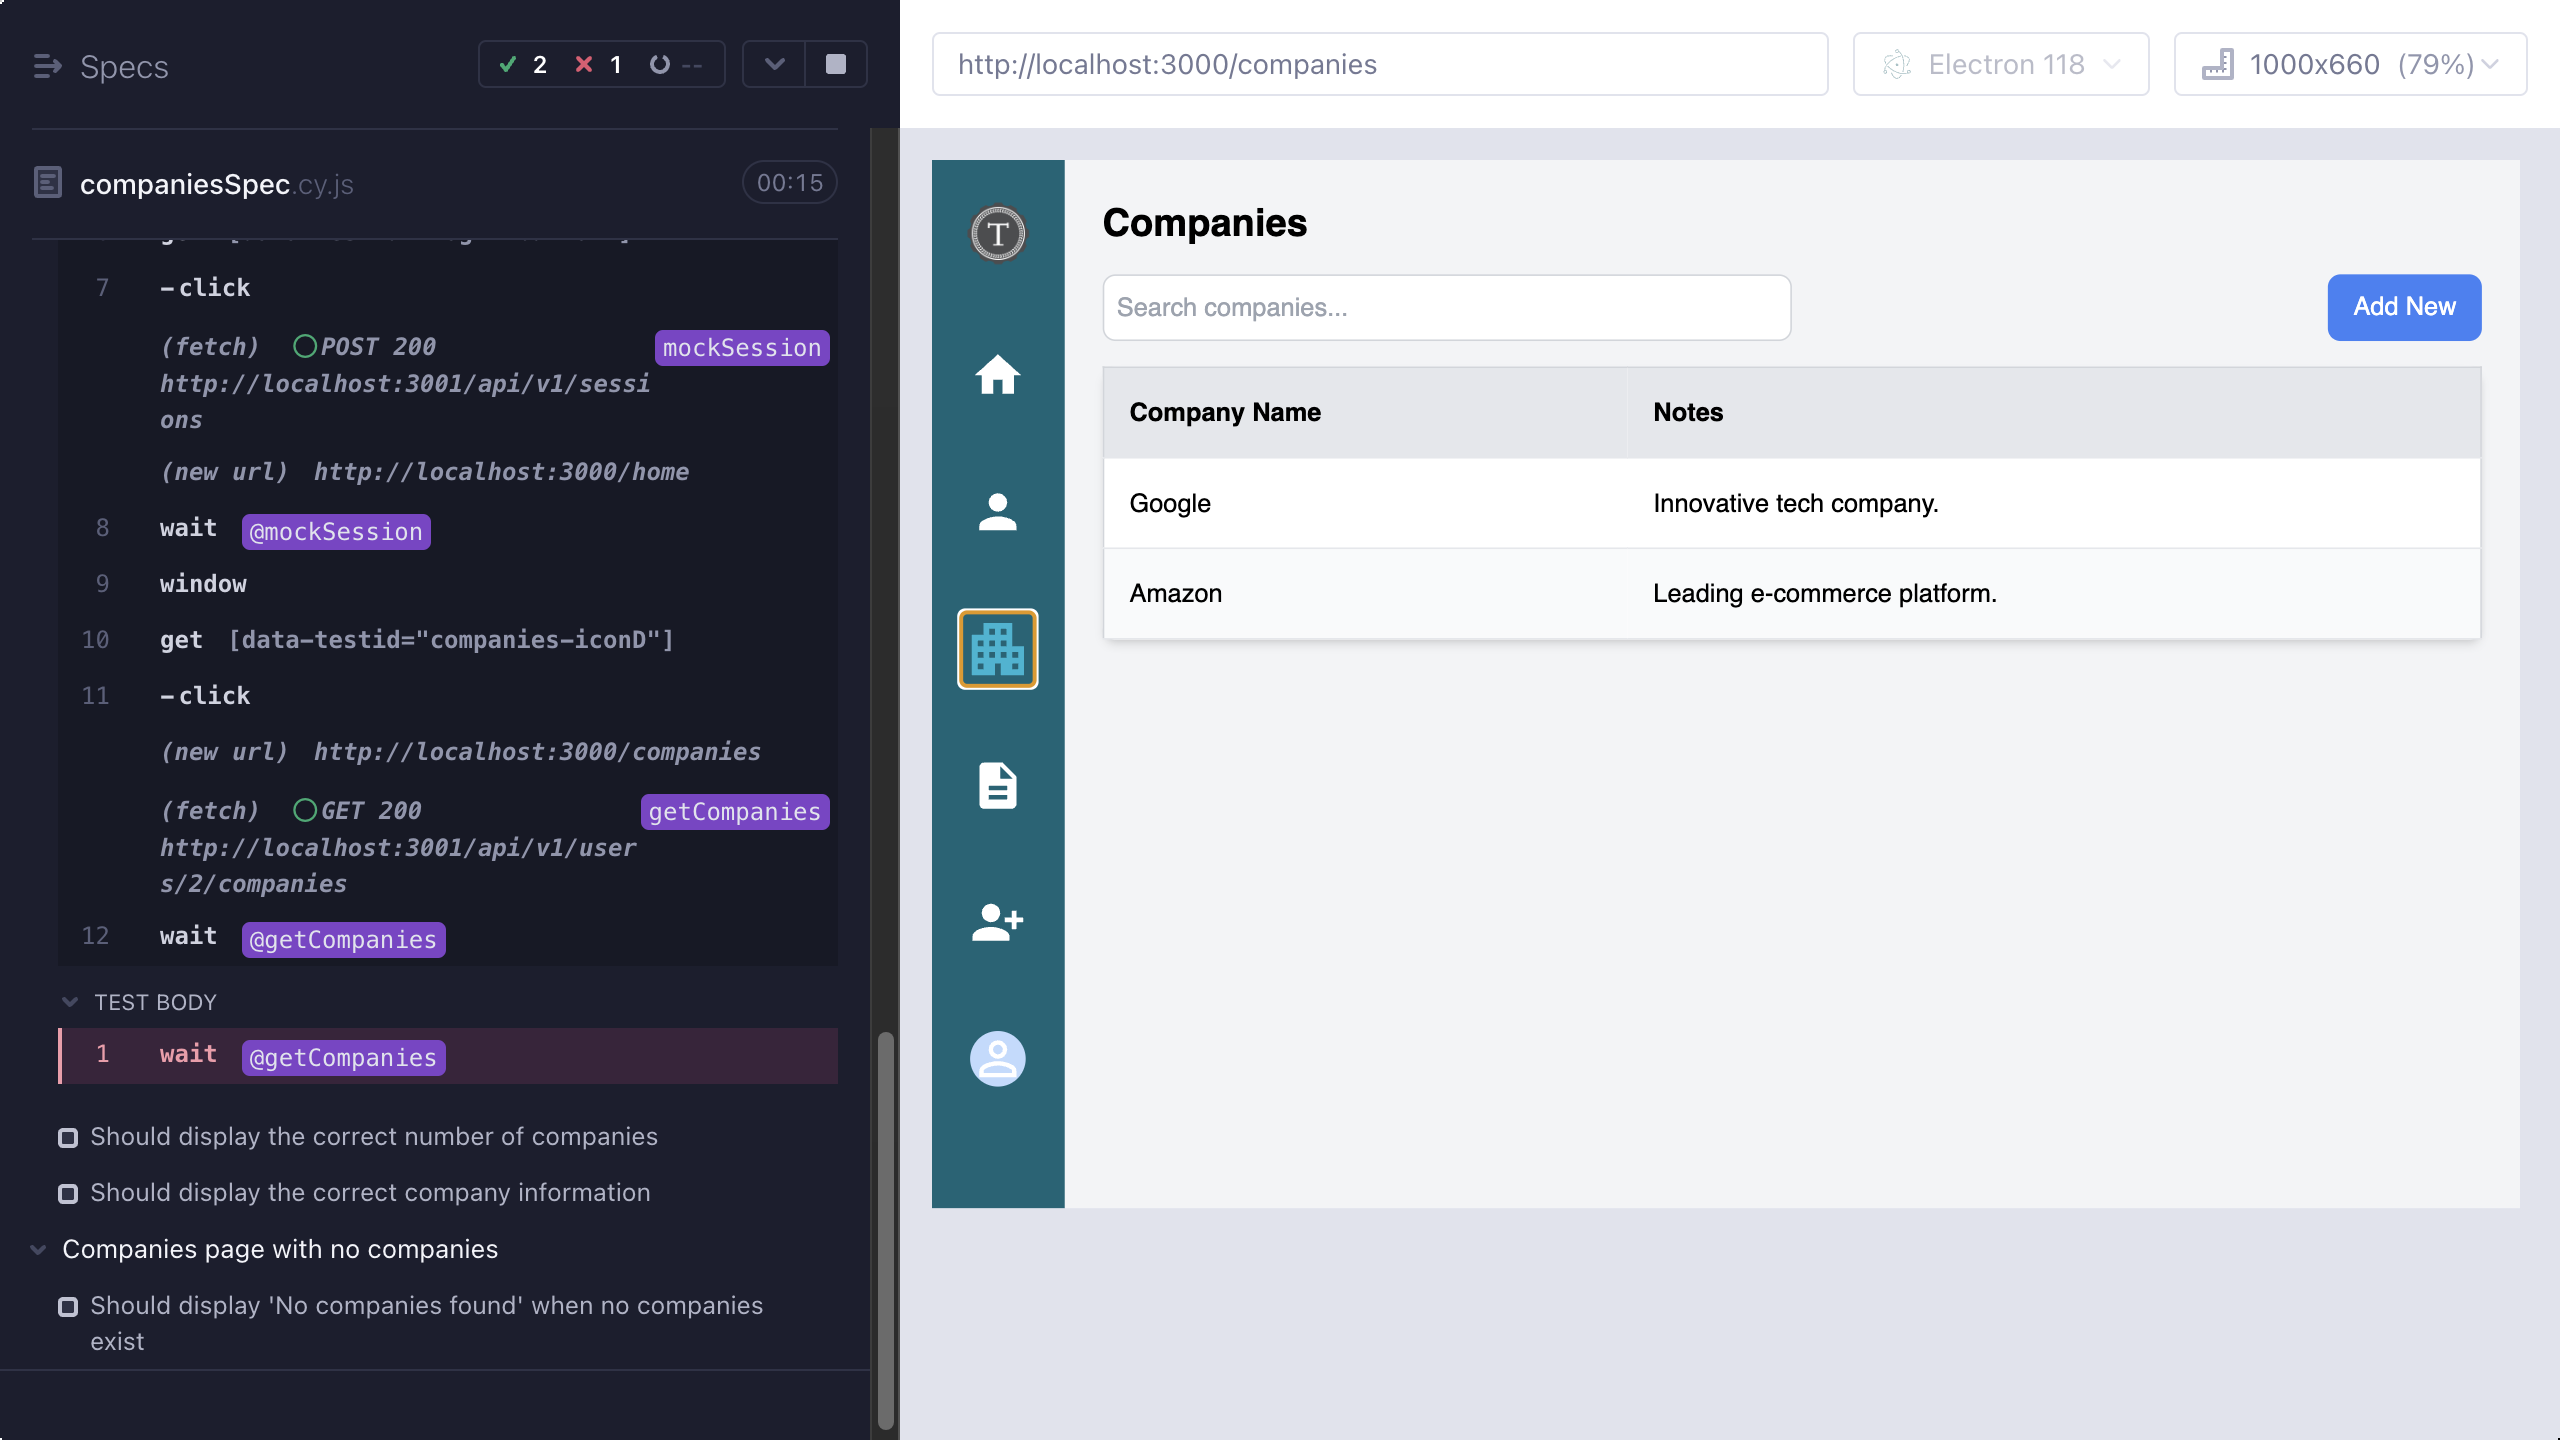 Specs
2
1
--
companiesSpec.cy.js
00:15
7 -click
(fetch) POST 200 mockSession
http://localhost:3001/api/v1/sessi
ons
(new url) http://localhost:3000/home
8 wait @mockSession
9 window
10 get [data-testid="companies-iconD"]
11 -click
(new url) http://localhost:3000/companies
(fetch) GET 200 getCompanies
http://localhost:3001/api/v1/user
s/2/companies
12 wait @getCompanies
TEST BODY
1 wait @getCompanies
Should display the correct number of companies
Should display the correct company information
Companies page with no companies
Should display 'No companies found' when no companies
exist
http://localhost:3000/companies
Electron 118
1000x660 (79%)
T
Companies
Search companies...
Add New
Company Name Notes
Google Innovative tech company.
Amazon Leading e-commerce platform.